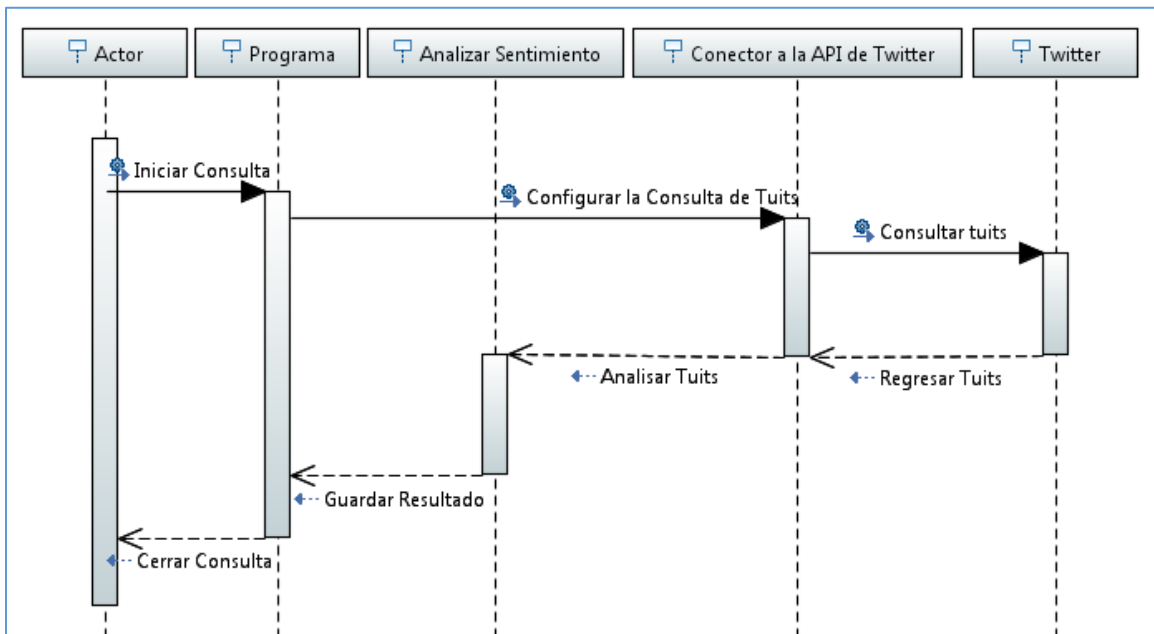 Actor
Programa
Analizar Sentimiento
Conector a la API de Twitter
Twitter
Iniciar Consulta
Configurar la Consulta de Tuits
Consultar tuits
Analisar Tuits
Regresar Tuits
Guardar Resultado
Cerrar Consulta